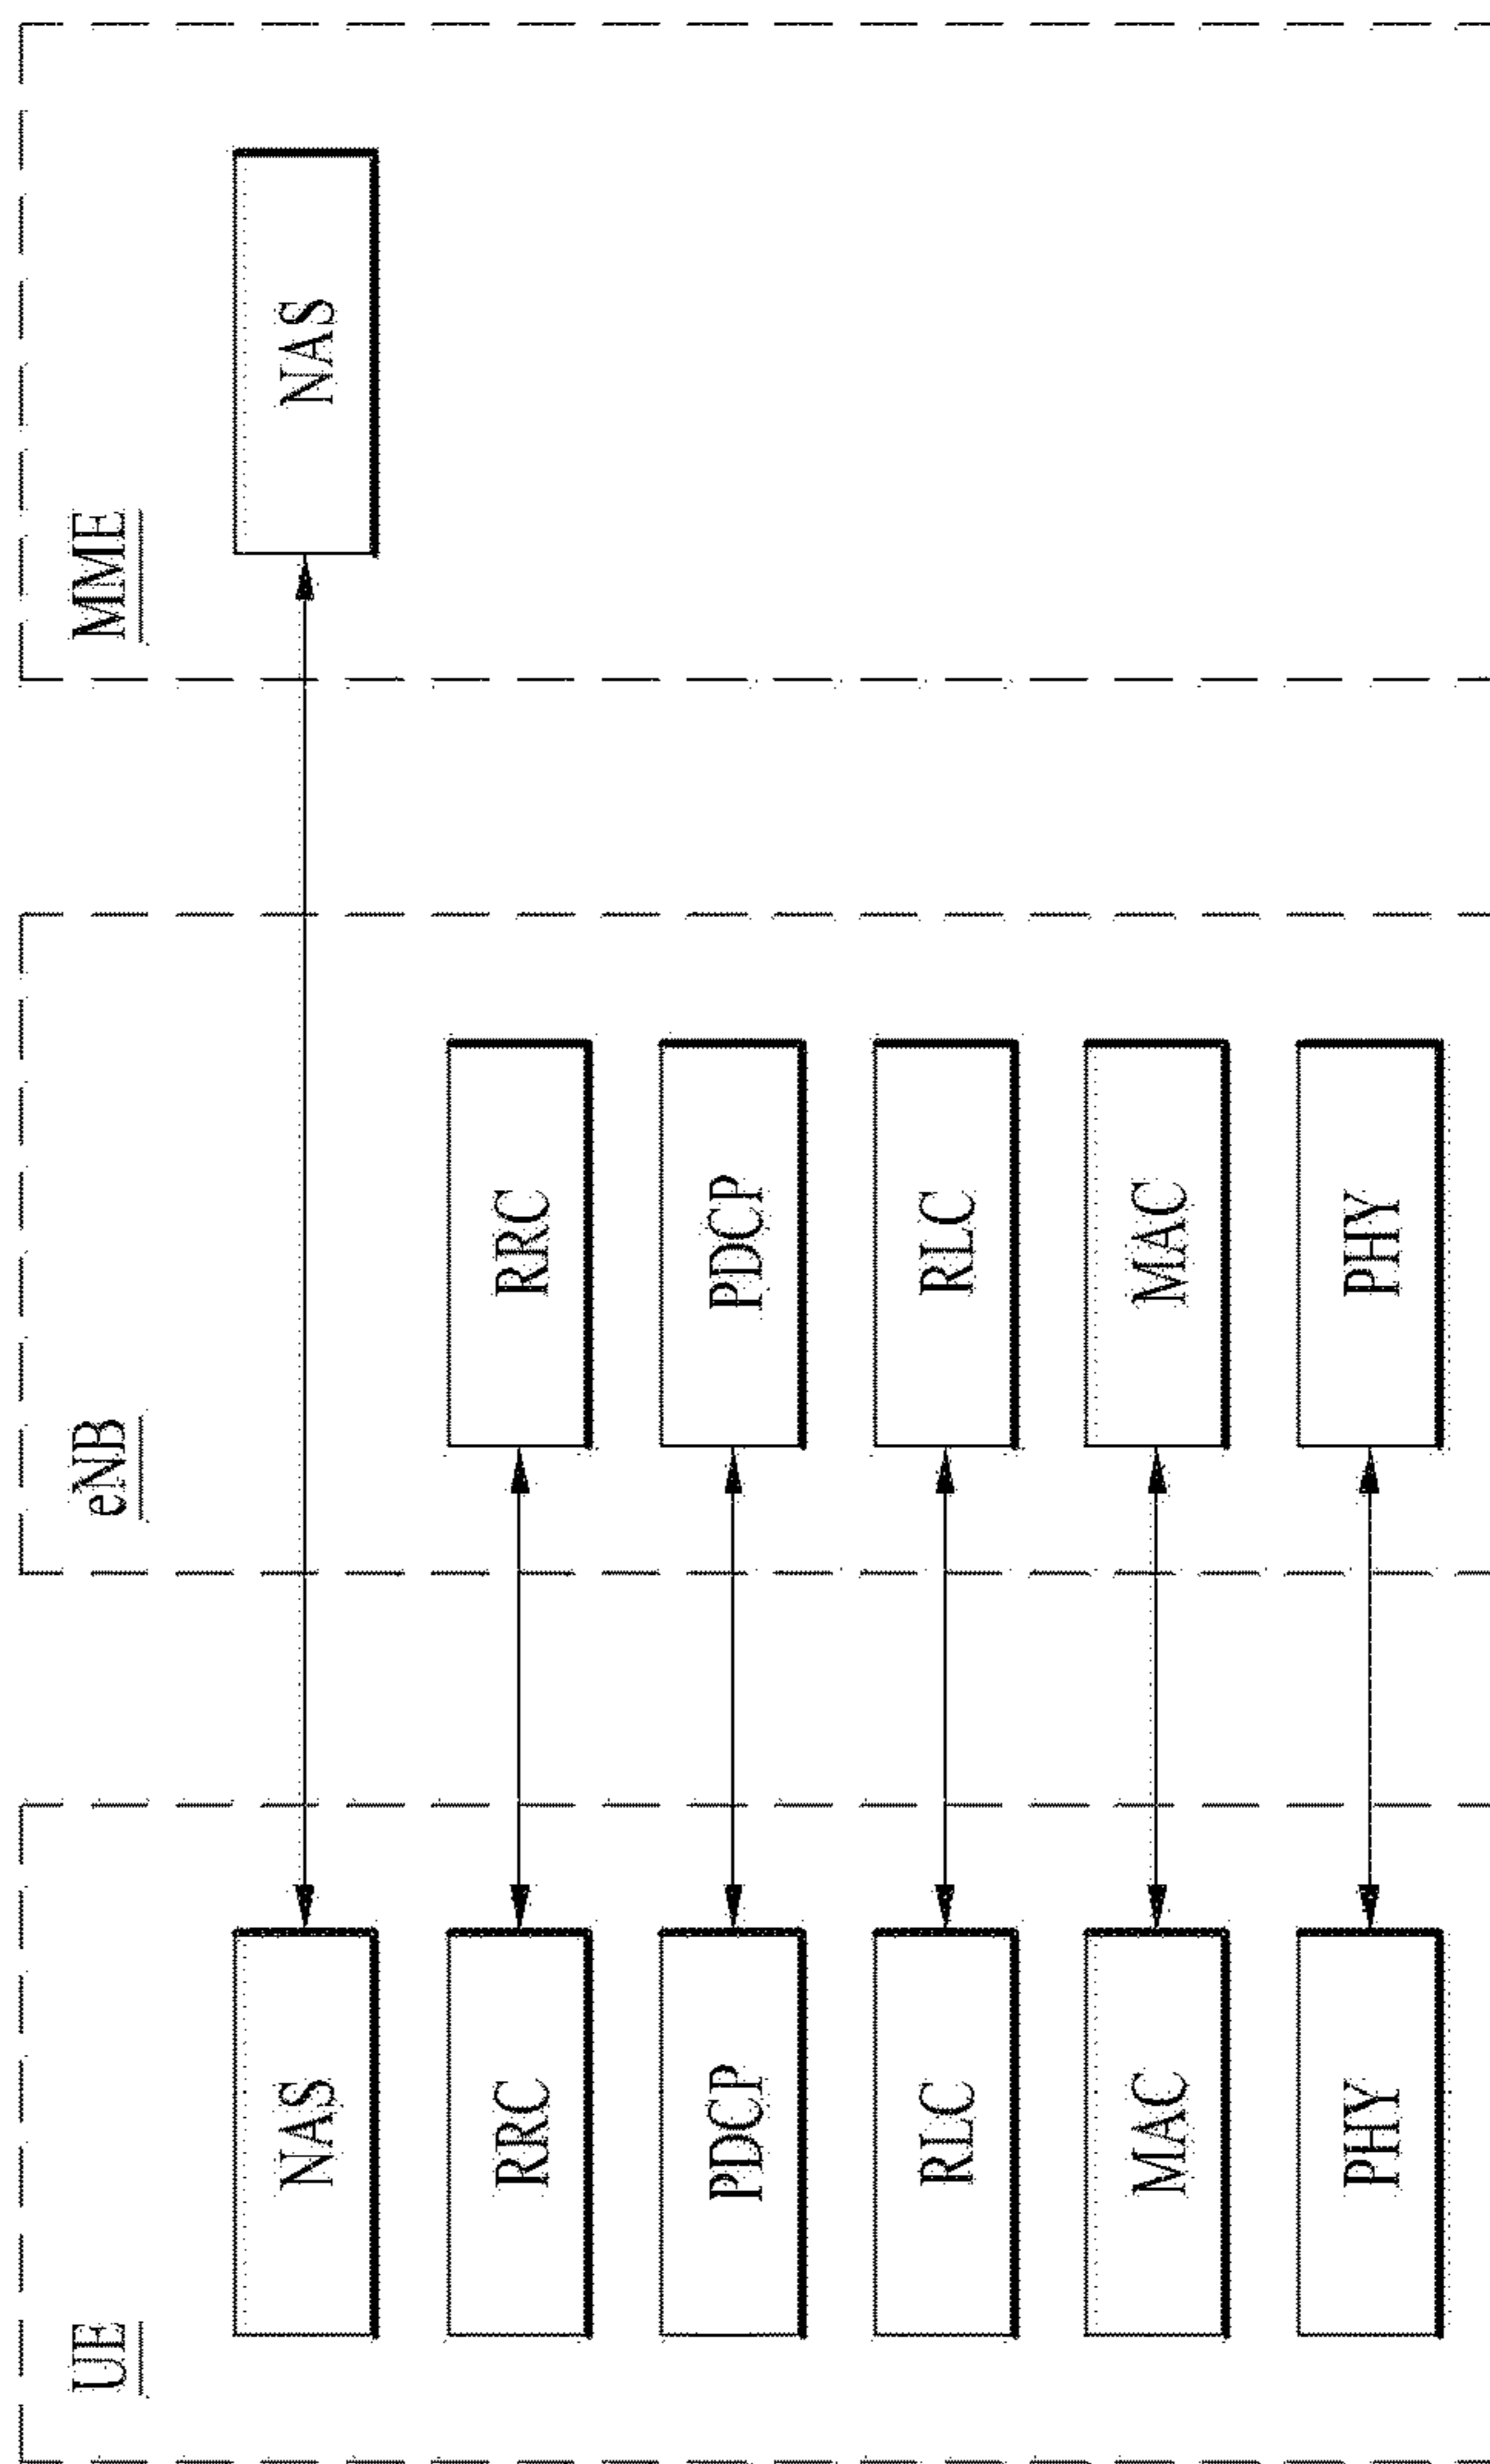 UE
eNB
MME
NAS
NAS
RRC
RRC
PDCP
PDCP
RLC
RLC
MAC
MAC
PHY
PHY